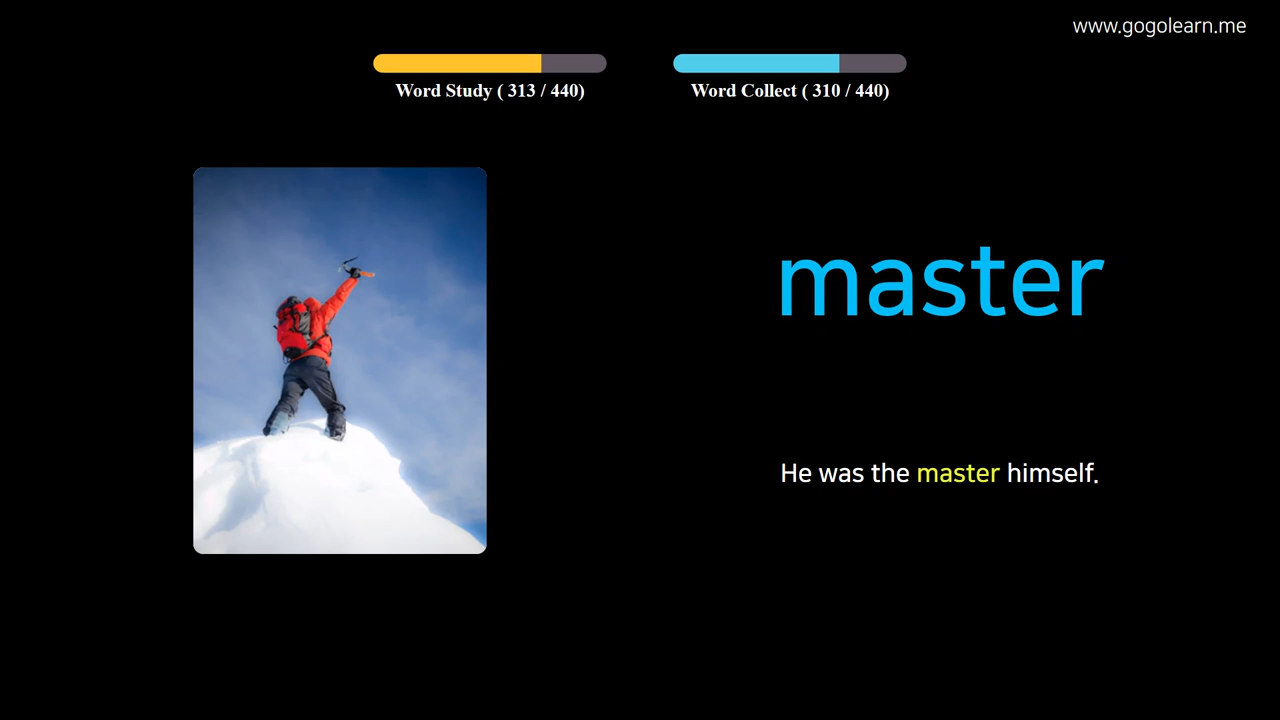 www.gogolearn.me
Word Study ( 313 / 440)
Word Collect ( 310 / 440)
master
He was the master himself.